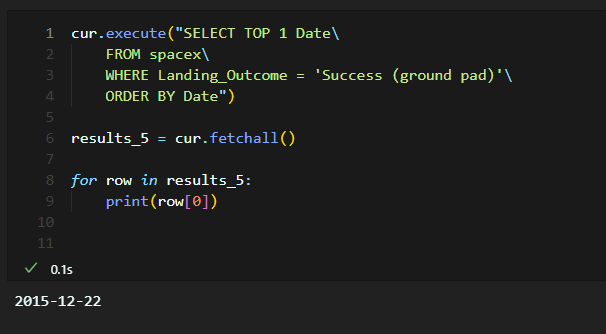 1 cur.execute("SELECT TOP 1 Date\
2 FROM spacex\
3 WHERE Landing_Outcome = 'Success (ground pad)'\
4 ORDER BY Date")
5
6 results_5 = cur.fetchall()
7
8 for row in results_5:
9 print(row[0])
10
11
0.1s
2015-12-22